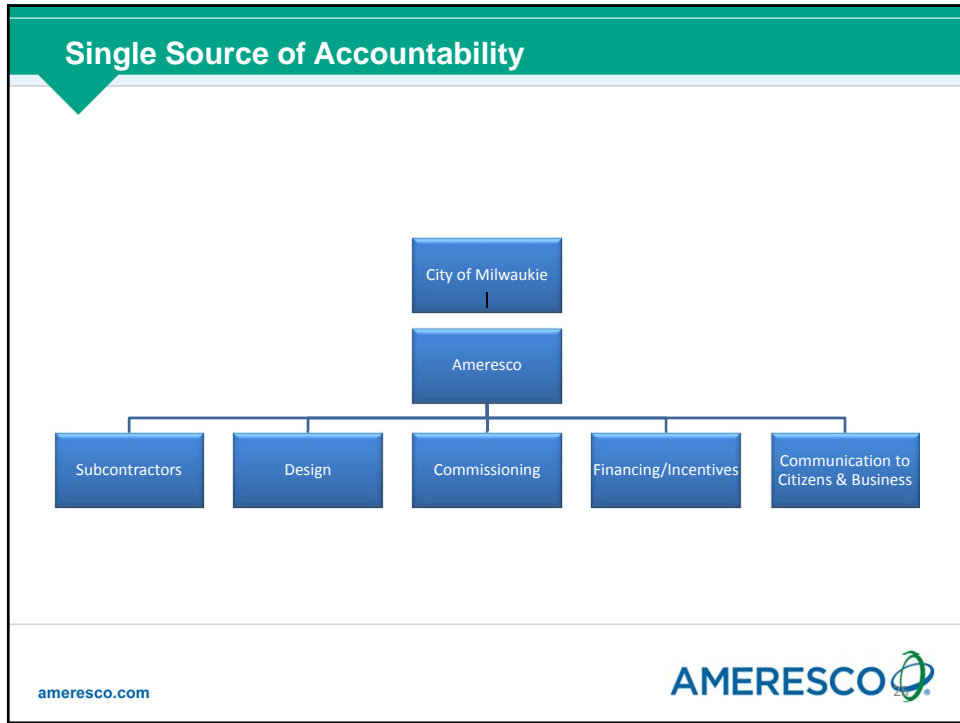 Single Source of Accountability
City of Milwaukie
Ameresco
Subcontractors
Design
Commissioning
Financing/Incentives
Communication to
Citizens & Business
ameresco.com
AMERESCO